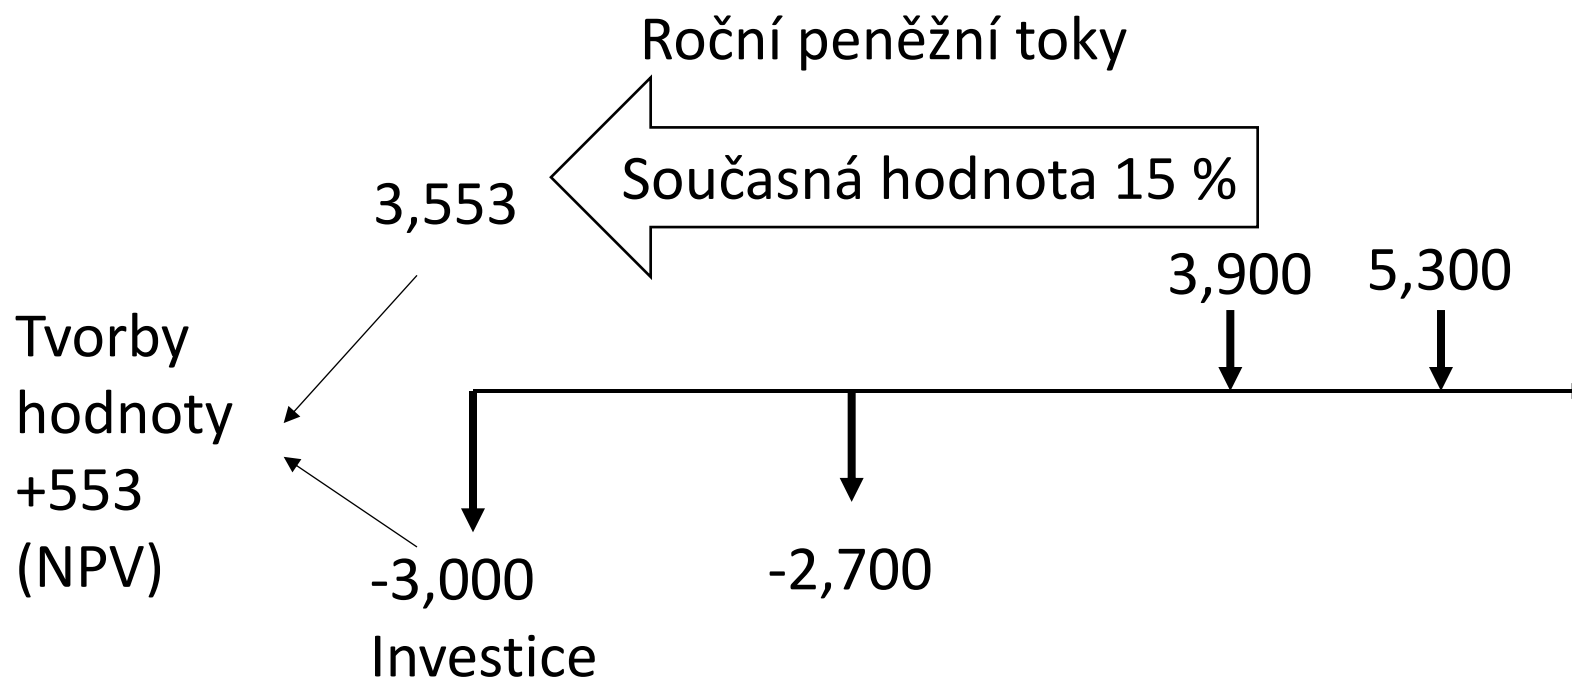 Roční peněžní toky
Současná hodnota 15 %
3,553
3,900
5,300
Tvorby
hodnoty
+553
(NPV)
-3,000
-2,700
Investice